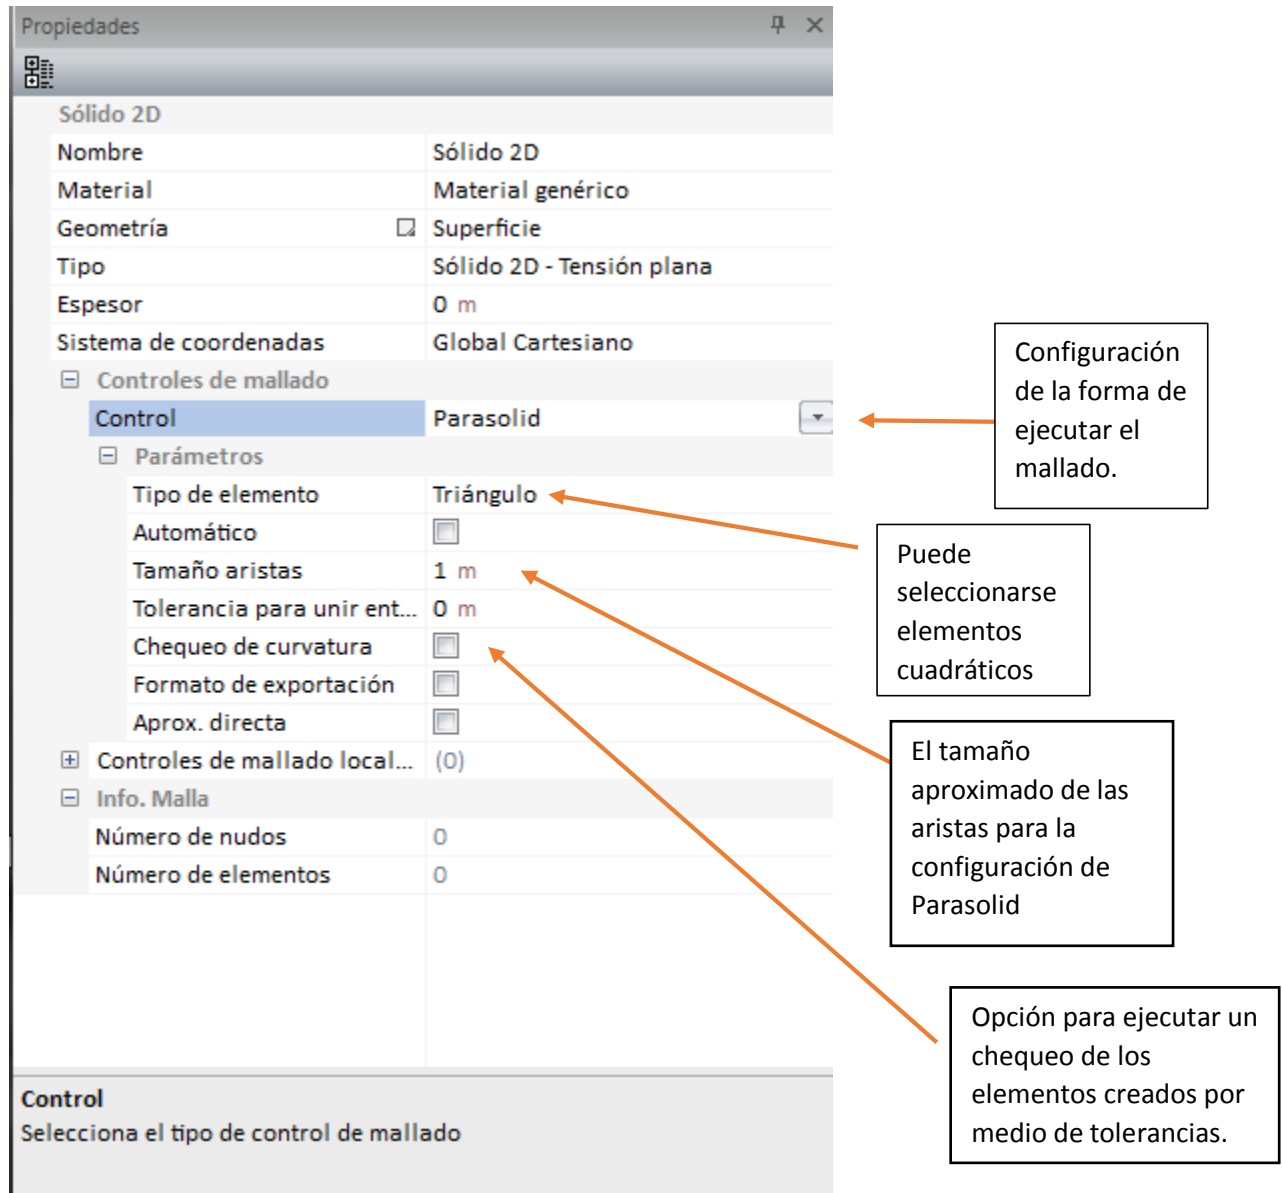 Propiedades
Sólido 2D
Nombre Sólido 2D
Material Material genérico
Geometría Superficie
Tipo Sólido 2D - Tensión plana
Espesor 0 m
Sistema de coordenadas Global Cartesiano
Controles de mallado
Control Parasolid
Parámetros
Tipo de elemento Triángulo
Automático
Tamaño aristas 1 m
Tolerancia para unir ent... 0 m
Chequeo de curvatura
Formato de exportación
Aprox. directa
Controles de mallado local... (0)
Info. Malla
Número de nudos 0
Número de elementos 0
Control
Selecciona el tipo de control de mallado
Configuración
de la forma de
ejecutar el
mallado.
Puede
seleccionarse
elementos
cuadráticos
El tamaño
aproximado de las
aristas para la
configuración de
Parasolid
Opción para ejecutar un
chequeo de los
elementos creados por
medio de tolerancias.